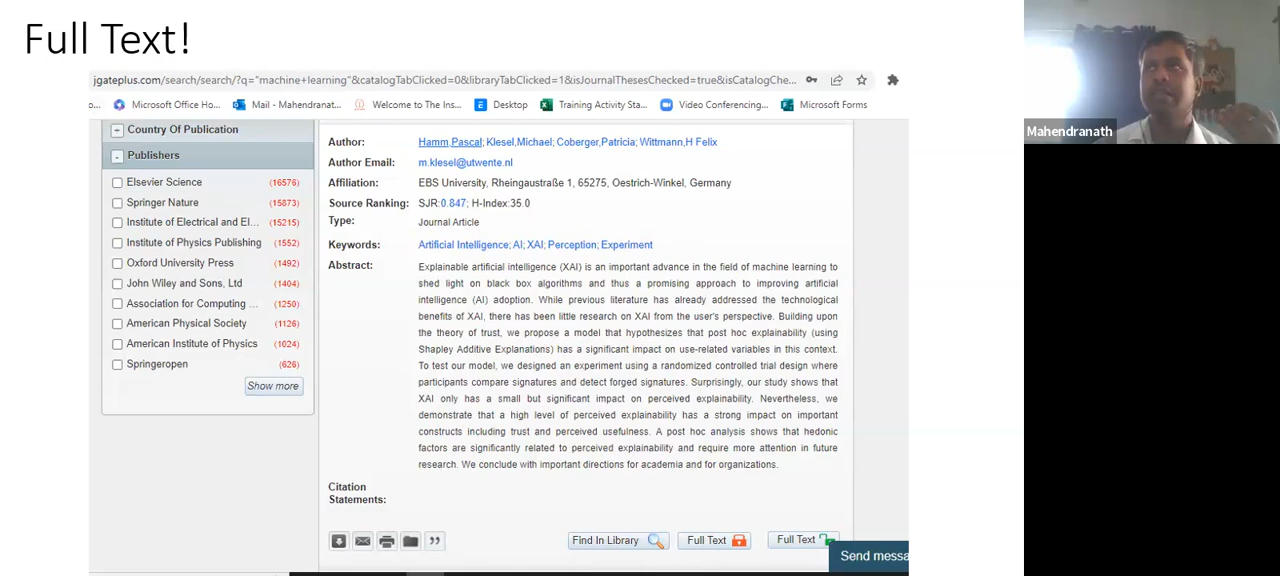 Full Text!
jgateplus.com/search/search/?q="machine+learning"&catalogTabClicked=0&libraryTabClicked=1&isJournalThesesChecked=true&isCatalogChe...
o... Microsoft Office Ho... Mail - Mahendranat... Welcome to The Ins... Desktop Training Activity Sta... Video Conferencing... Microsoft Forms
Mahendranath
+ Country Of Publication
- Publishers
Elsevier Science (16576)
Springer Nature (15873)
Institute of Electrical and El... (15215)
Institute of Physics Publishing (1552)
Oxford University Press (1492)
John Wiley and Sons, Ltd (1404)
Association for Computing ... (1250)
American Physical Society (1126)
American Institute of Physics (1024)
Springeropen (626)
Show more
Author: Hamm,Pascal; Klesel,Michael; Coberger,Patricia; Wittmann,H Felix
Author Email: m.klesel@utwente.nl
Affiliation: EBS University, Rheingaustraße 1, 65275, Oestrich-Winkel, Germany
Source Ranking: SJR:0.847; H-Index:35.0
Type: Journal Article
Keywords: Artificial Intelligence; AI; XAI; Perception; Experiment
Abstract: Explainable artificial intelligence (XAI) is an important advance in the field of machine learning to
shed light on black box algorithms and thus a promising approach to improving artificial
intelligence (AI) adoption. While previous literature has already addressed the technological
benefits of XAI, there has been little research on XAI from the user's perspective. Building upon
the theory of trust, we propose a model that hypothesizes that post hoc explainability (using
Shapley Additive Explanations) has a significant impact on use-related variables in this context.
To test our model, we designed an experiment using a randomized controlled trial design where
participants compare signatures and detect forged signatures. Surprisingly, our study shows that
XAI only has a small but significant impact on perceived explainability. Nevertheless, we
demonstrate that a high level of perceived explainability has a strong impact on important
constructs including trust and perceived usefulness. A post hoc analysis shows that hedonic
factors are significantly related to perceived explainability and require more attention in future
research. We conclude with important directions for academia and for organizations.
Citation
Statements:
Find In Library Full Text Full Text
Send messa